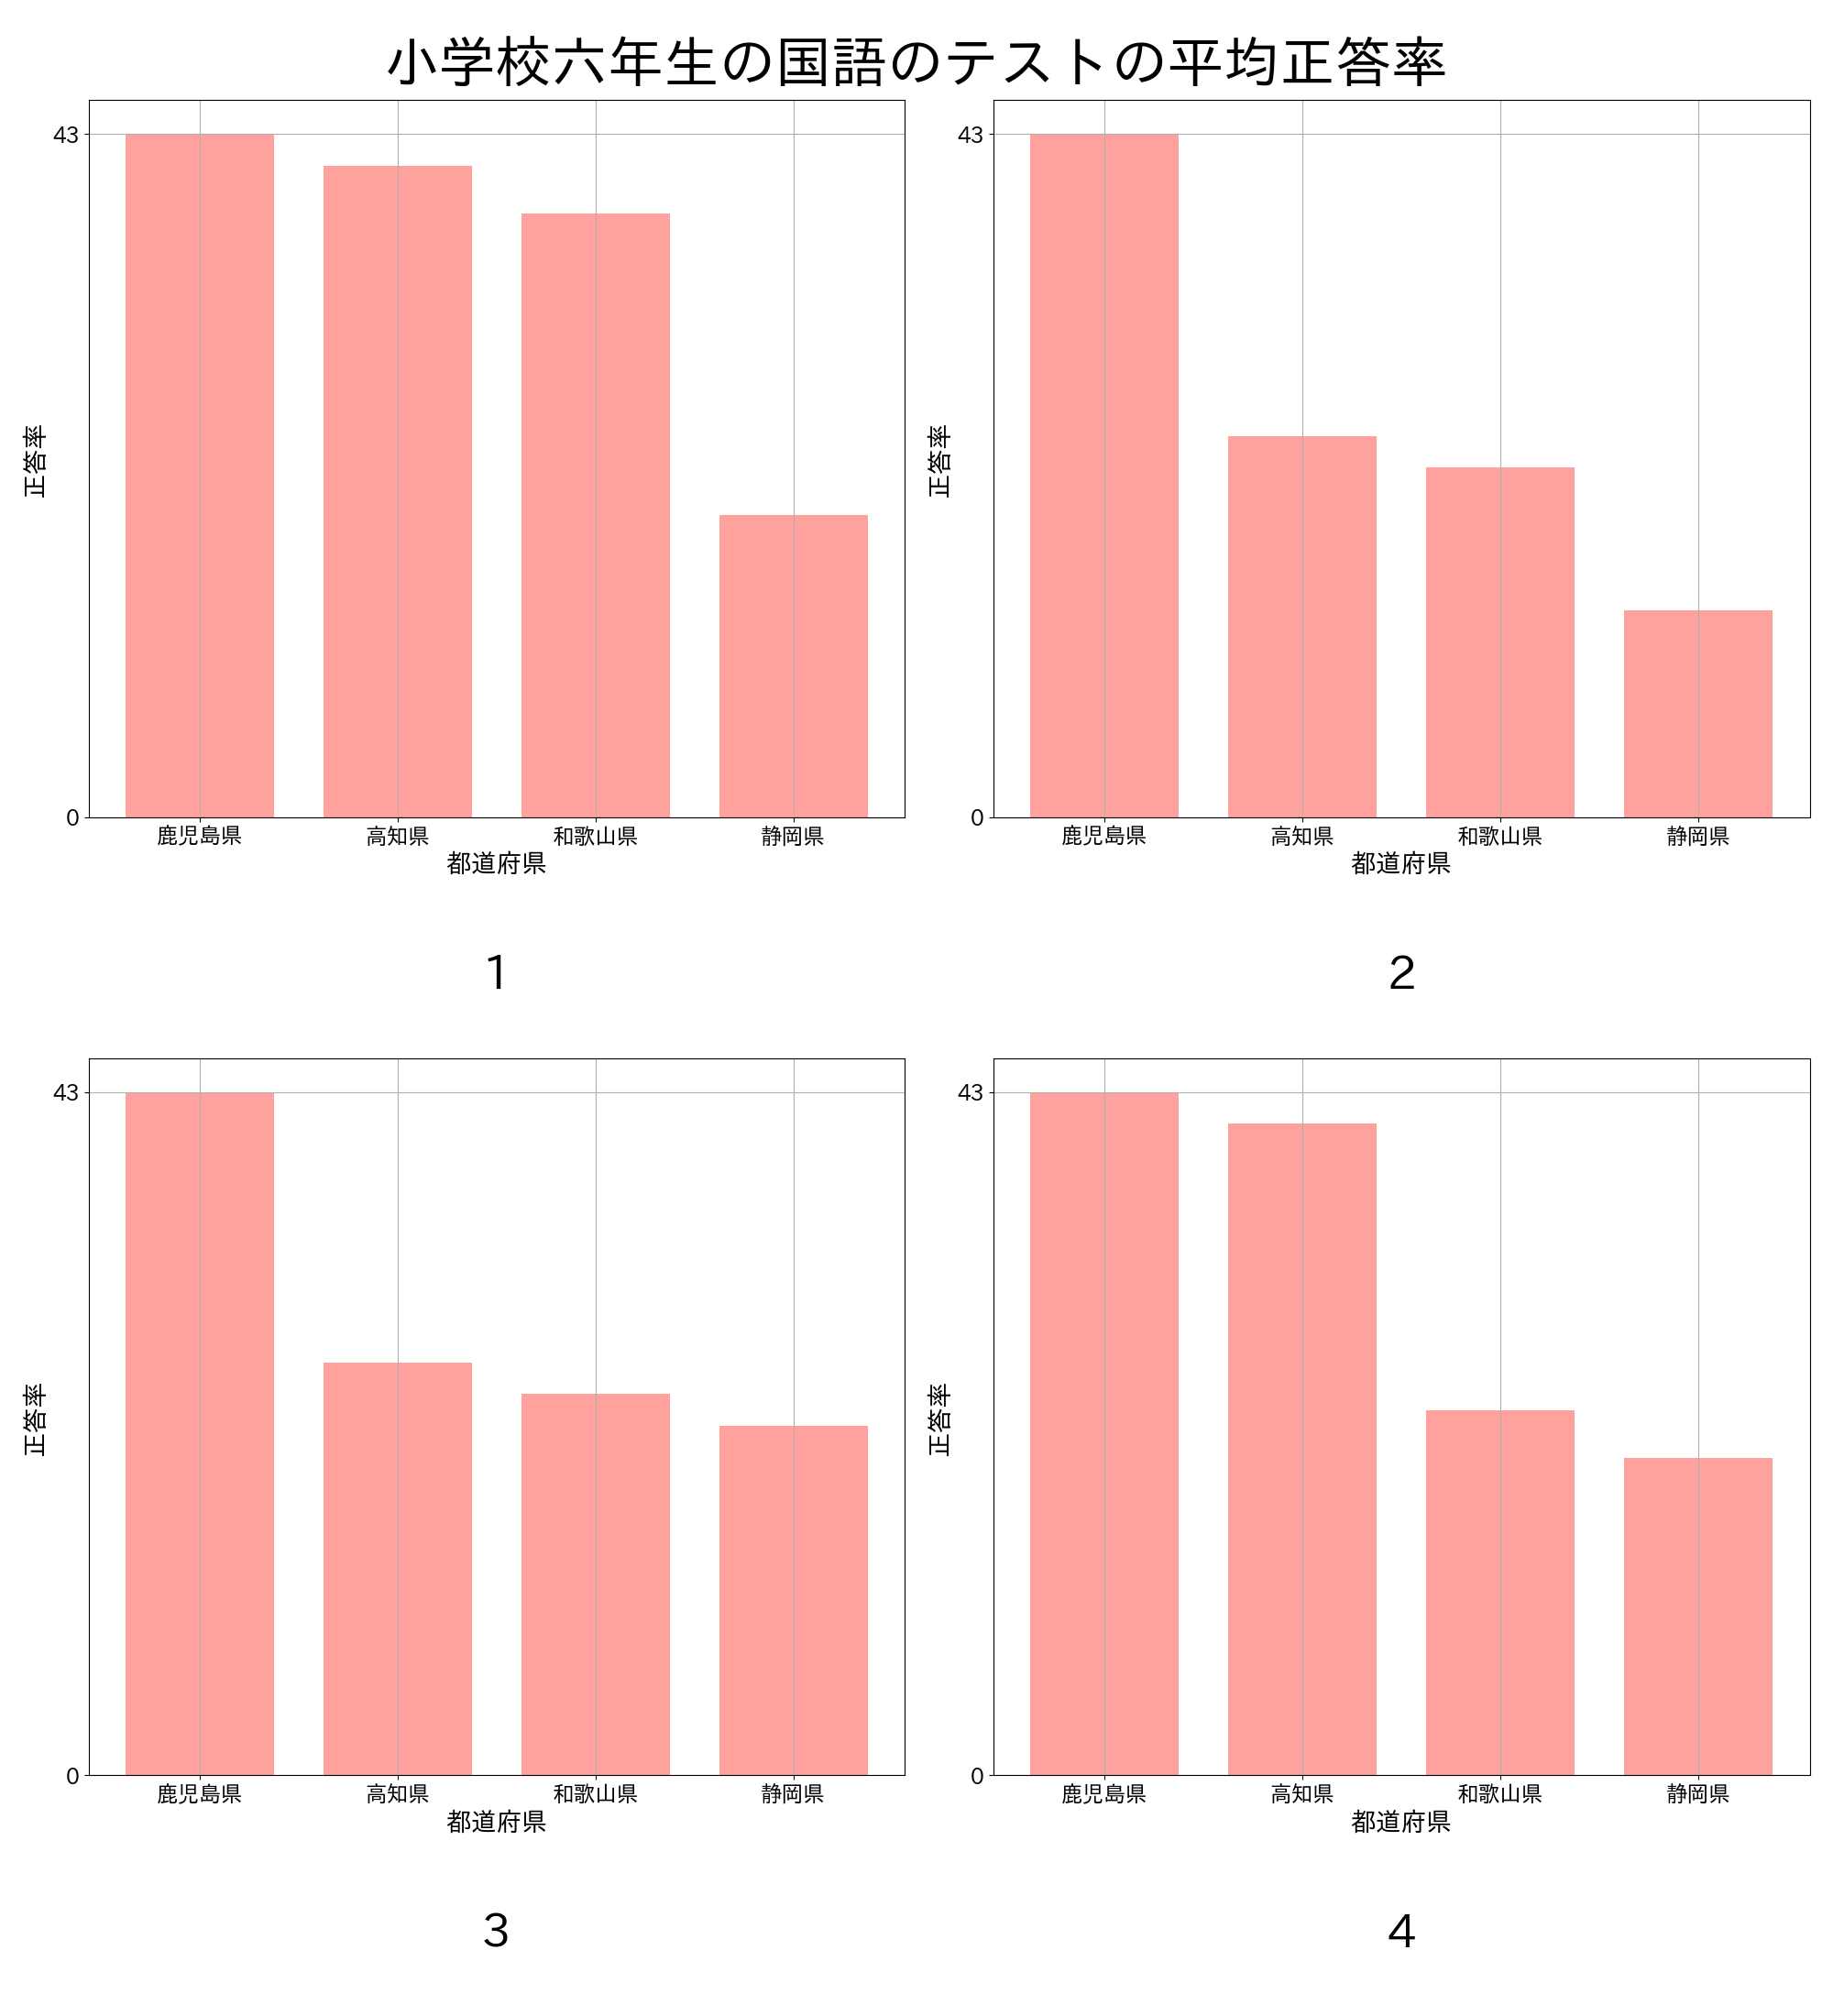 小学校六年生の国語のテストの平均正答率
43
0
正答率
鹿児島県 高知県 和歌山県 静岡県
都道府県
1
43
0
正答率
鹿児島県 高知県 和歌山県 静岡県
都道府県
2
43
0
正答率
鹿児島県 高知県 和歌山県 静岡県
都道府県
3
43
0
正答率
鹿児島県 高知県 和歌山県 静岡県
都道府県
4